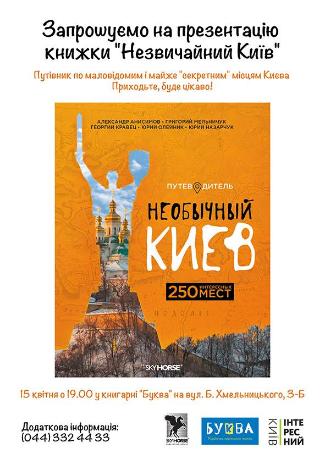 Запрошуємо на презентацію
книжки "Незвичайний Київ"
Путівник по маловідомим і майже "секретним" місцям Києва
Приходьте, буде цікаво!
АЛЕКСАНДР АНИСИМОВ • ГРИГОРИЙ МЕЛЬНИЧУК
ГЕОРГИЙ КРАВЕЦ • ЮРИЙ ОЛЕЙНИК • ЮРИЙ НАЗАРЧУК
ПУТЕВОДИТЕЛЬ
НЕОБЫЧНЫЙ
КИЕВ
250 ИНТЕРЕСНЫХ
МЕСТ
SKYHORSE
15 квітня о 19.00 у книгарні "Буква" на вул. Б. Хмельницького, 3-Б
Додаткова інформація:
(044) 332 44 33
SKYHORSE
БУКВА
КИЇВ
ІНТЕ
РЕС
НИЙ